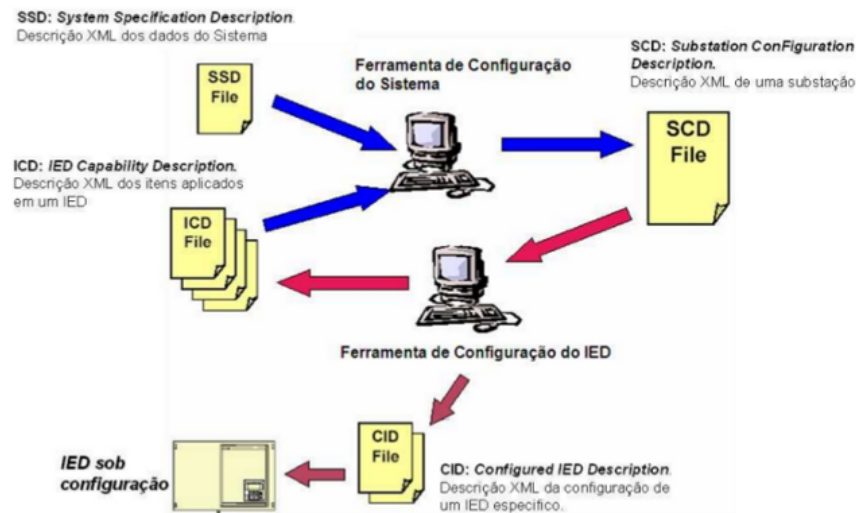 SSD: System Specification Description.
Descrição XML dos dados do Sistema
SSD
File
Ferramenta de Configuração
do Sistema
SCD: Substation ConFiguration
Description.
Descrição XML de uma substação
SCD
File
ICD: IED Capability Description.
Descrição XML dos itens aplicados
em um IED
ICD
File
Ferramenta de Configuração do IED
CID
File
IED sob
configuração
CID: Configured IED Description.
Descrição XML da configuração de
um IED especifico.